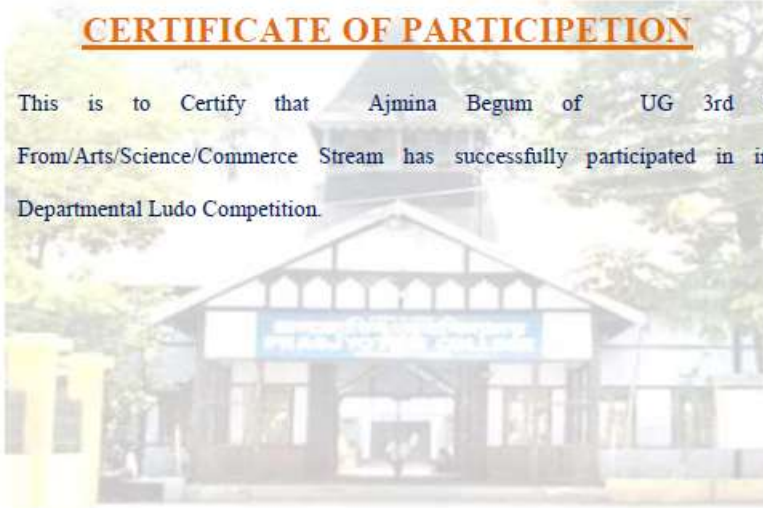 CERTIFICATE OF PARTICIPETION
This is to Certify that Ajmina Begum of UG 3rd
From/Arts/Science/Commerce Stream has successfully participated in
Departmental Ludo Competition.
COLLEGE